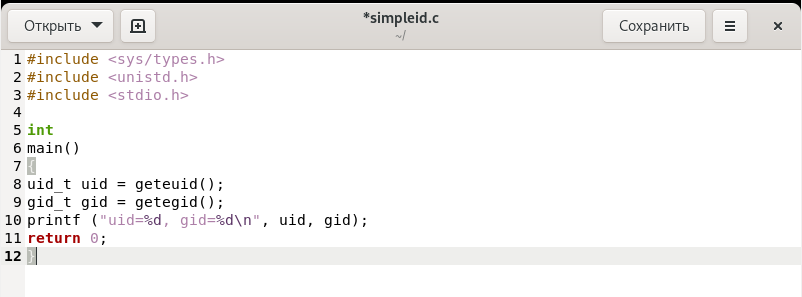 Открыть
*simpleid.c
~/
Сохранить
1 #include <sys/types.h>
2 #include <unistd.h>
3 #include <stdio.h>
4
5 int
6 main()
7 {
8 uid_t uid = geteuid();
9 gid_t gid = getegid();
10 printf ("uid=%d, gid=%d\n", uid, gid);
11 return 0;
12 }